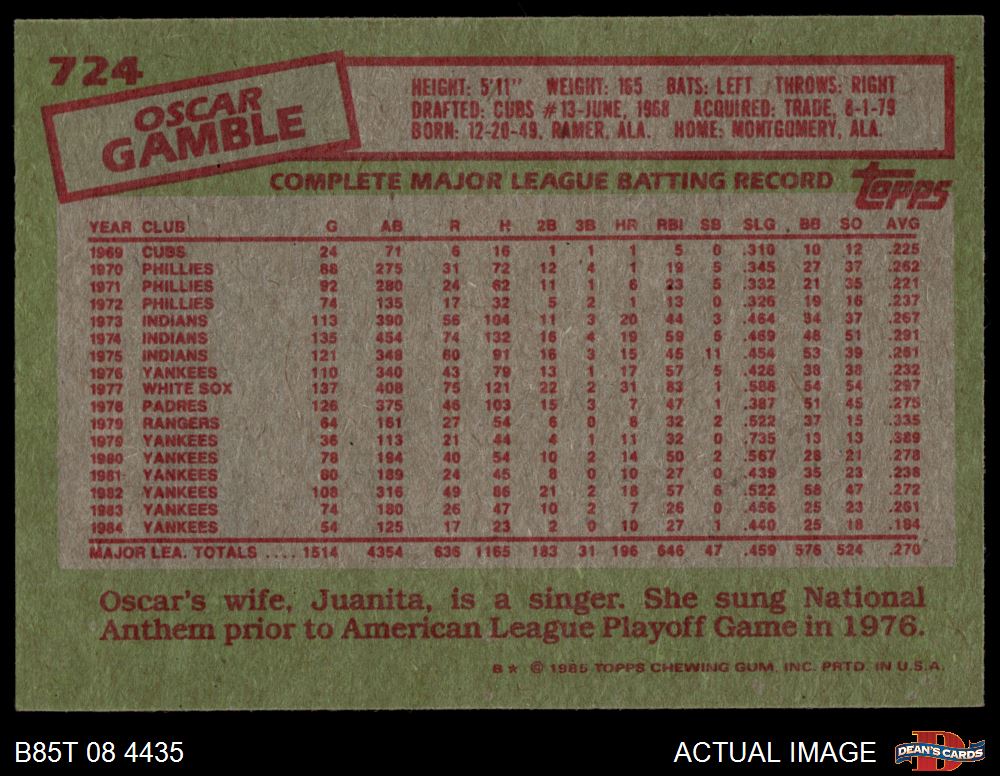 724
OSCAR
GAMBLE
HEIGHT: 5'11" WEIGHT: 165 BATS: LEFT THROWS: RIGHT
DRAFTED: CUBS #13-JUNE, 1968 ACQUIRED: TRADE, 8-1-79
BORN: 12-20-49, RAMER, ALA. HOME: MONTGOMERY, ALA.
COMPLETE MAJOR LEAGUE BATTING RECORD
topps
YEAR CLUB G AB R H 2B 3B HR RBI SB SLG BB SO AVG
1969 CUBS 24 71 6 16 1 1 1 5 0 .310 10 12 .225
1970 PHILLIES 88 275 31 72 12 4 1 19 5 .345 27 37 .262
1971 PHILLIES 92 280 24 62 11 1 6 23 5 .332 21 35 .221
1972 PHILLIES 74 135 17 32 5 2 1 13 0 .326 19 16 .237
1973 INDIANS 113 390 56 104 11 3 20 44 3 .464 34 37 .267
1974 INDIANS 135 454 74 132 16 4 19 59 5 .469 48 51 .291
1975 INDIANS 121 348 60 91 16 3 15 45 11 .454 53 39 .261
1976 YANKEES 110 340 43 79 13 1 17 57 5 .426 38 38 .232
1977 WHITE SOX 137 408 75 121 22 2 31 83 1 .588 54 54 .297
1978 PADRES 126 375 46 103 15 3 7 47 1 .387 51 45 .275
1979 RANGERS 64 161 27 54 6 0 8 32 2 .522 37 15 .335
1979 YANKEES 36 113 21 44 4 1 11 32 0 .735 13 13 .389
1980 YANKEES 78 194 40 54 10 2 14 50 2 .567 28 21 .278
1981 YANKEES 80 189 24 45 8 0 10 27 0 .439 35 23 .238
1982 YANKEES 108 316 49 86 21 2 18 57 6 .522 58 47 .272
1983 YANKEES 74 180 26 47 10 2 7 26 0 .456 25 23 .261
1984 YANKEES 54 125 17 23 2 0 10 27 1 .440 25 18 .184
MAJOR LEA. TOTALS .... 1514 4354 636 1165 183 31 196 646 47 .459 576 524 .270
Oscar's wife, Juanita, is a singer. She sung National
Anthem prior to American League Playoff Game in 1976.
B★ © 1985 TOPPS CHEWING GUM, INC. PRTD. IN U.S.A.
B85T 08 4435
ACTUAL IMAGE
DEAN'S CARDS